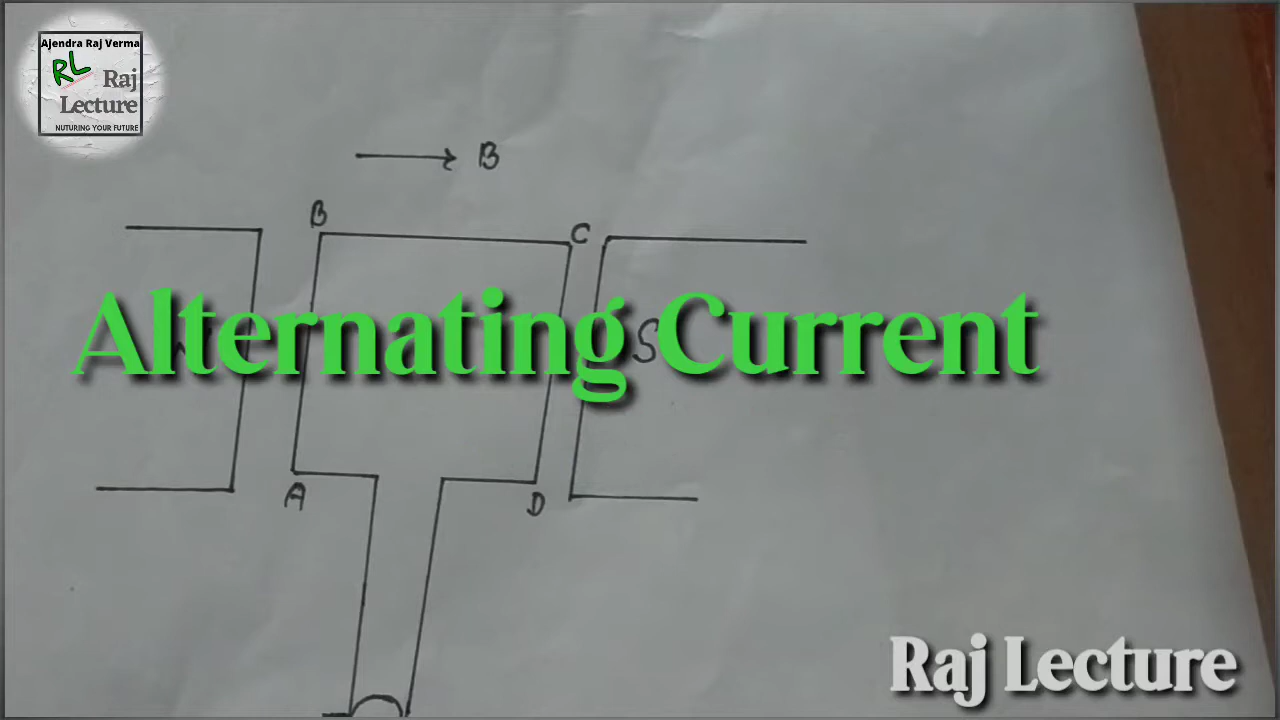 Ajendra Raj Verma
RL Raj
Lecture
NUTURING YOUR FUTURE
B
B
C
Alternating Current
S
A
D
Raj Lecture